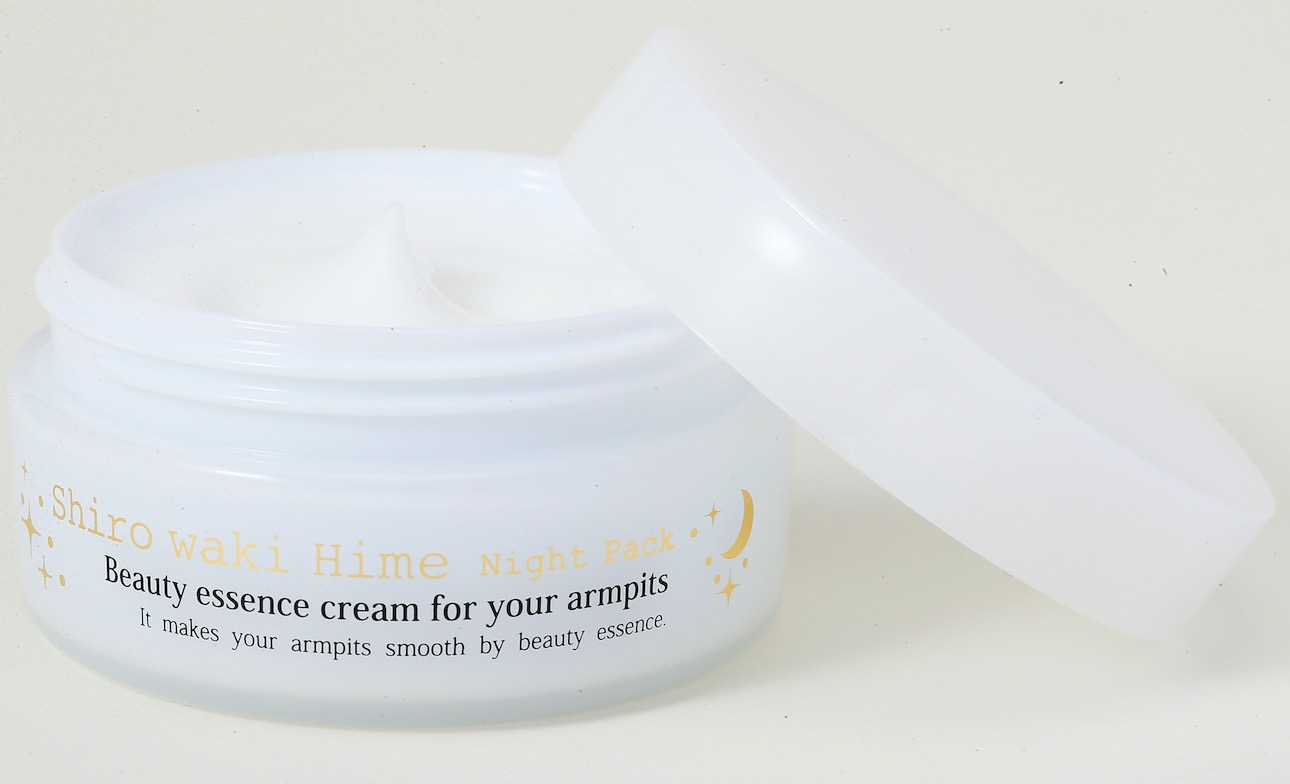 Shiro waki Hime Night Pack
Beauty essence cream for your armpits
It makes your armpits smooth by beauty essence.